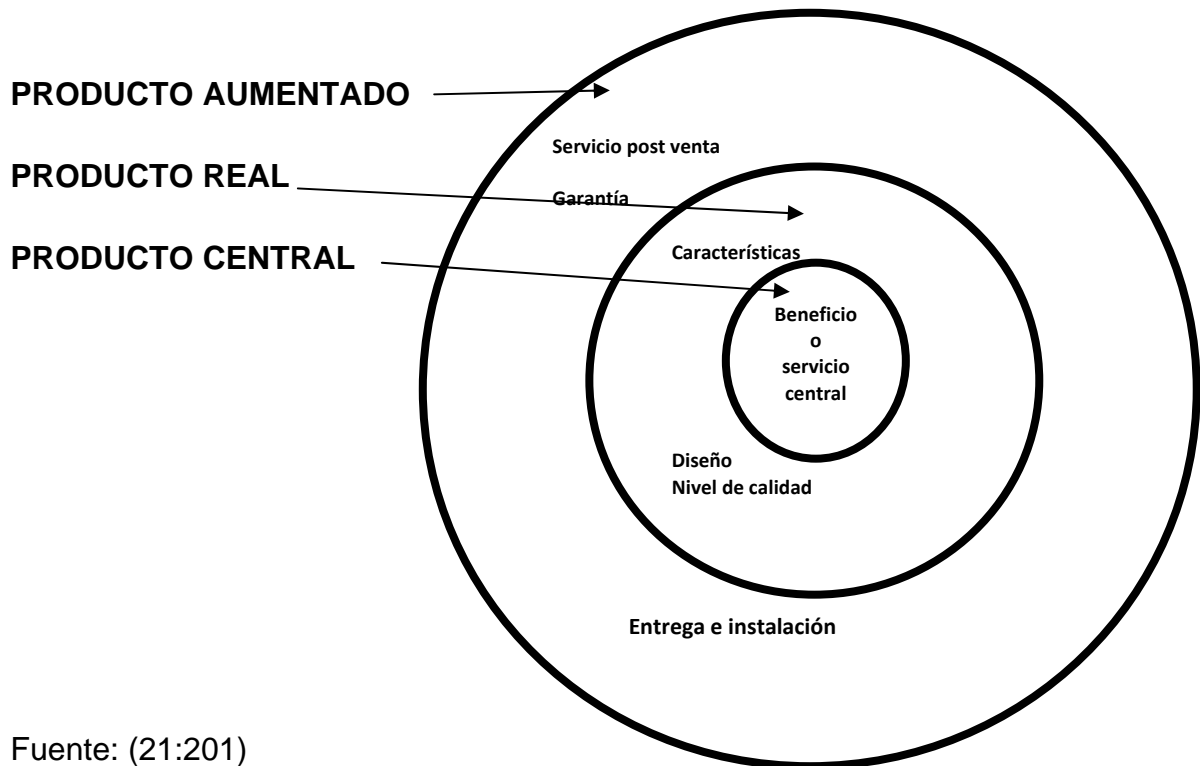 PRODUCTO AUMENTADO
Servicio post venta
PRODUCTO REAL
Garantía
PRODUCTO CENTRAL
Características
Beneficio
o
servicio
central
Diseño
Nivel de calidad
Entrega e instalación
Fuente: (21:201)